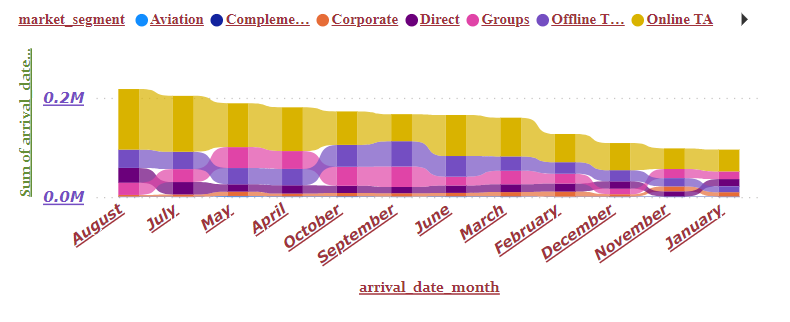 market_segment Aviation Compleme... Corporate Direct Groups Offline T... Online TA
Sum of arrival_date...
0.2M
0.0M
August July May April October September June March February December November January
arrival_date_month